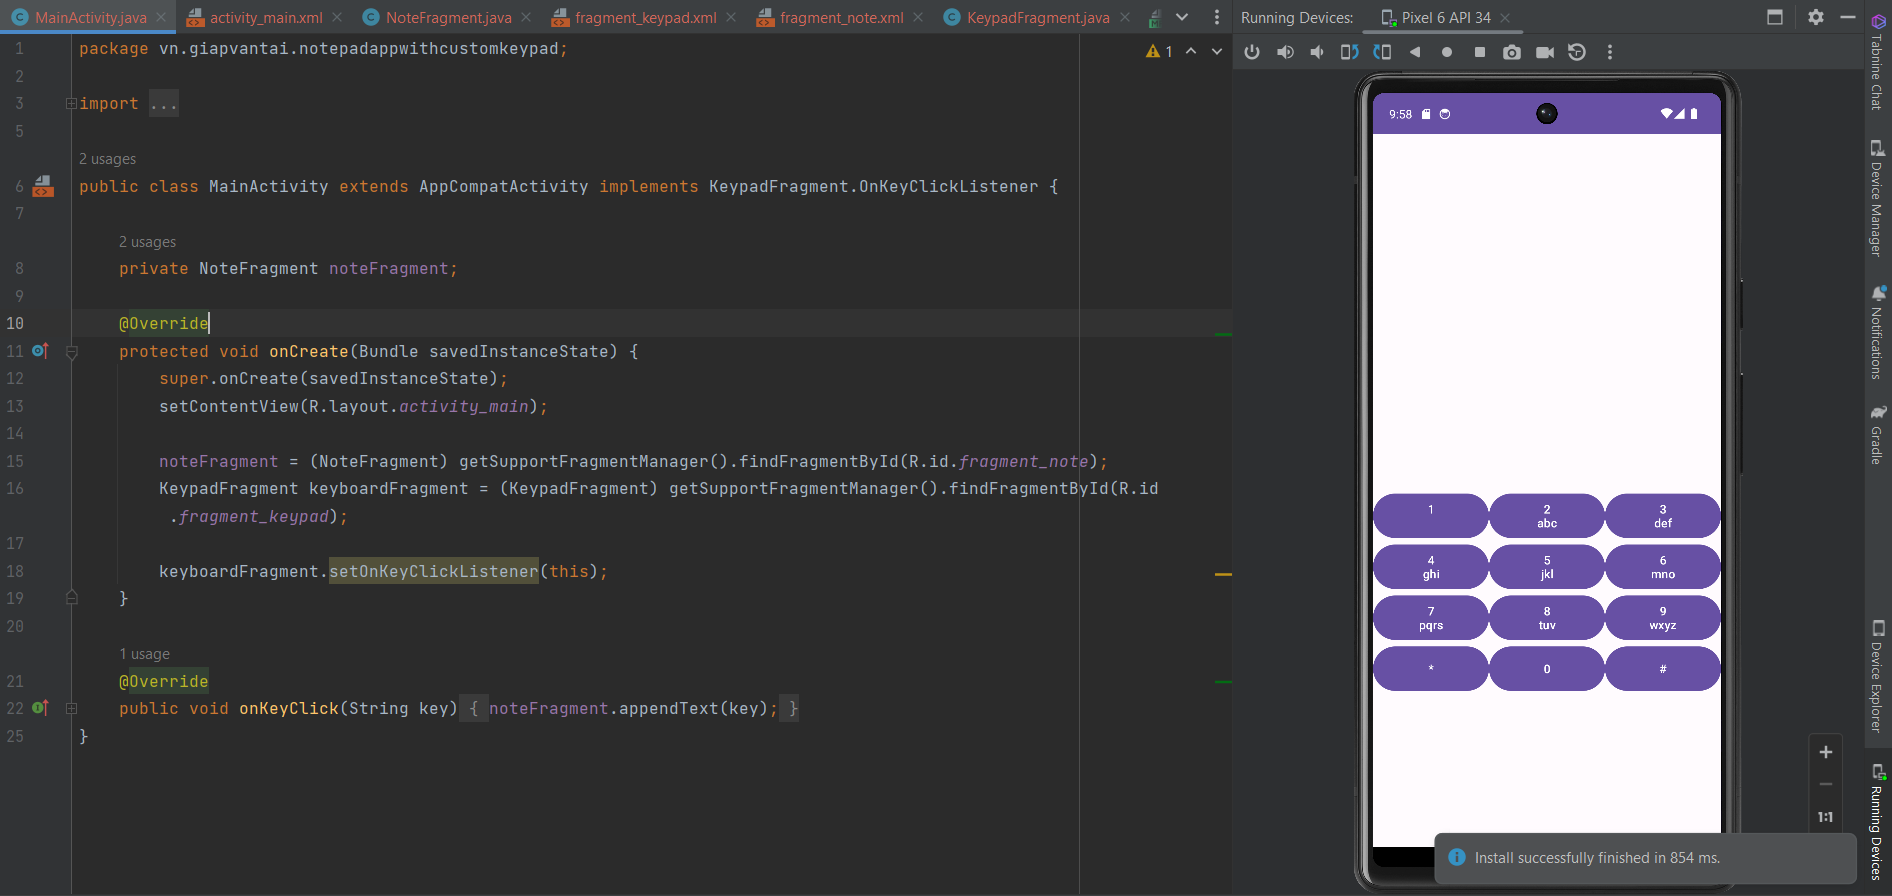 MainActivity.java
activity_main.xml
NoteFragment.java
fragment_keypad.xml
fragment_note.xml
KeypadFragment.java
Running Devices:
Pixel 6 API 34
1
1 package vn.giapvantai.notepadappwithcustomkeypad;
2
3 import ...
5
2 usages
6 public class MainActivity extends AppCompatActivity implements KeypadFragment.OnKeyClickListener {
7
2 usages
8 private NoteFragment noteFragment;
9
10 @Override
11 protected void onCreate(Bundle savedInstanceState) {
12 super.onCreate(savedInstanceState);
13 setContentView(R.layout.activity_main);
14
15 noteFragment = (NoteFragment) getSupportFragmentManager().findFragmentById(R.id.fragment_note);
16 KeypadFragment keyboardFragment = (KeypadFragment) getSupportFragmentManager().findFragmentById(R.id
.fragment_keypad);
17
18 keyboardFragment.setOnKeyClickListener(this);
19 }
20
1 usage
21 @Override
22 public void onKeyClick(String key) { noteFragment.appendText(key); }
25 }
9:58
1
2
abc
3
def
4
ghi
5
jkl
6
mno
7
pqrs
8
tuv
9
wxyz
*
0
#
1:1
Install successfully finished in 854 ms.
Tabnine Chat
Device Manager
Notifications
Gradle
Device Explorer
Running Devices